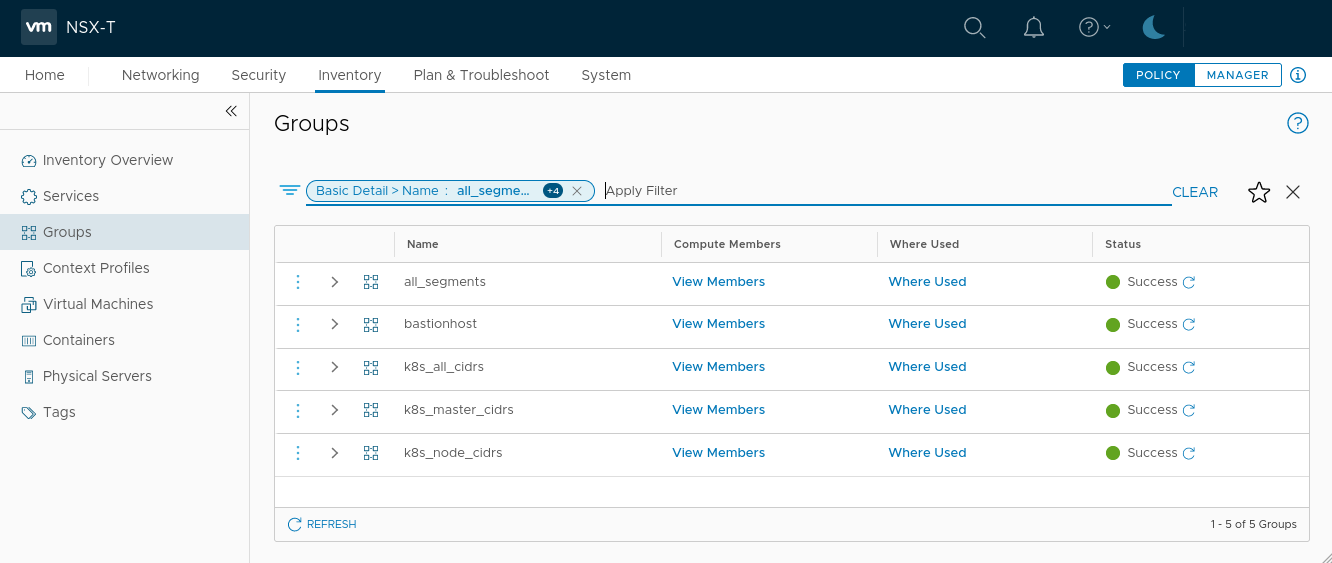 vm NSX-T
Home Networking Security Inventory Plan & Troubleshoot System POLICY MANAGER
Inventory Overview
Services
Groups
Context Profiles
Virtual Machines
Containers
Physical Servers
Tags
Groups
Basic Detail > Name : all_segme... +4 Apply Filter CLEAR
Name Compute Members Where Used Status
all_segments View Members Where Used Success
bastionhost View Members Where Used Success
k8s_all_cidrs View Members Where Used Success
k8s_master_cidrs View Members Where Used Success
k8s_node_cidrs View Members Where Used Success
REFRESH 1 - 5 of 5 Groups